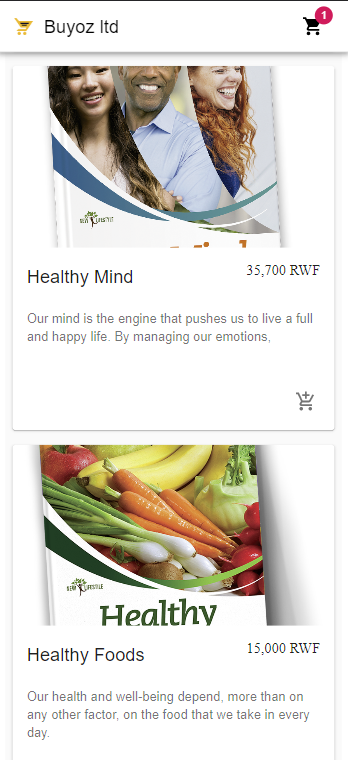 Buyoz ltd
1
NEW LIFESTYLE
Healthy Mind
35,700 RWF
Our mind is the engine that pushes us to live a full
and happy life. By managing our emotions,
NEW LIFESTYLE
Healthy
Healthy Foods
15,000 RWF
Our health and well-being depend, more than on
any other factor, on the food that we take in every
day.